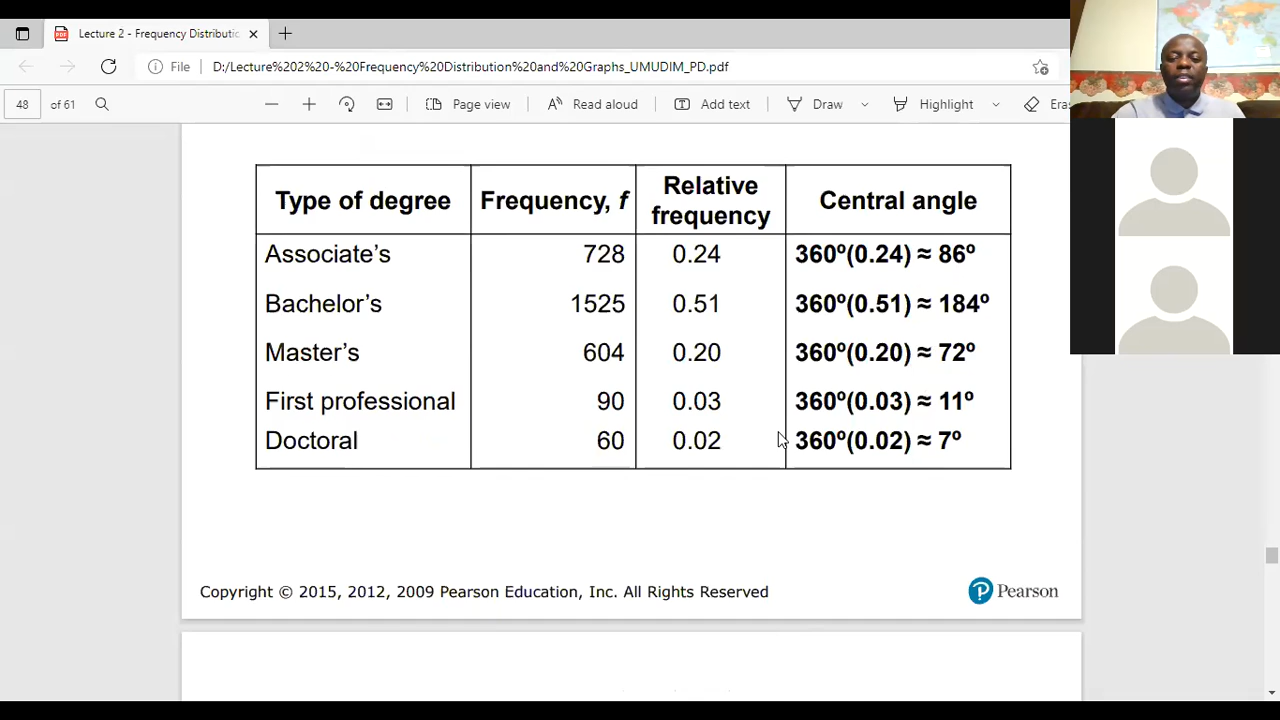 Lecture 2 - Frequency Distributic
File D:/Lecture%202%20-%20Frequency%20Distribution%20and%20Graphs_UMUDIM_PD.pdf
48 of 61 Page view Read aloud Add text Draw Highlight Era
Type of degree Frequency, f Relative frequency Central angle
Associate’s 728 0.24 360º(0.24) ≈ 86º
Bachelor’s 1525 0.51 360º(0.51) ≈ 184º
Master’s 604 0.20 360º(0.20) ≈ 72º
First professional 90 0.03 360º(0.03) ≈ 11º
Doctoral 60 0.02 360º(0.02) ≈ 7º
Copyright © 2015, 2012, 2009 Pearson Education, Inc. All Rights Reserved Pearson